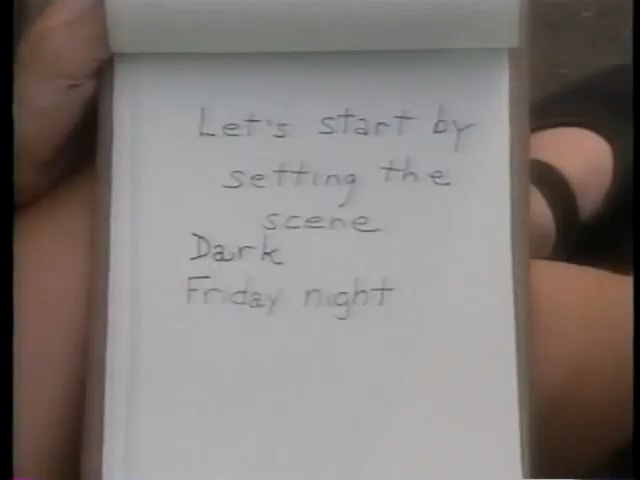 Let's start by
setting the
scene
Dark
Friday night